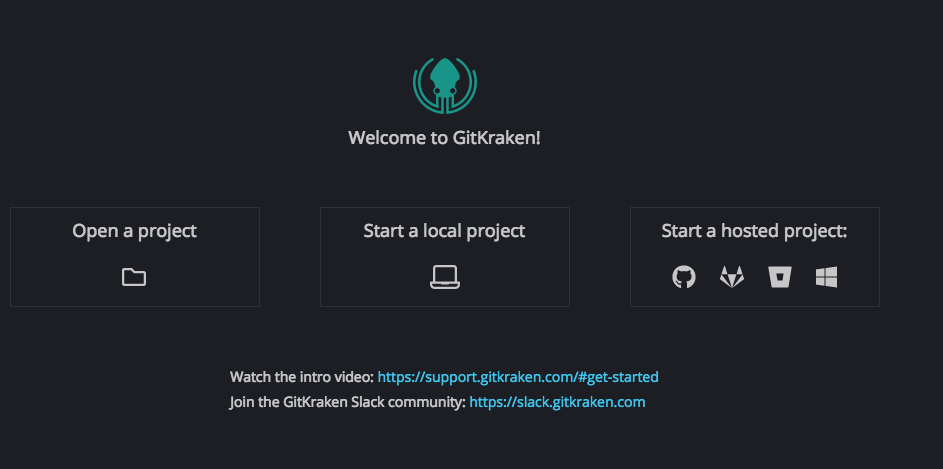 Welcome to GitKraken!
Open a project
Start a local project
Start a hosted project:
Watch the intro video: https://support.gitkraken.com/#get-started
Join the GitKraken Slack community: https://slack.gitkraken.com